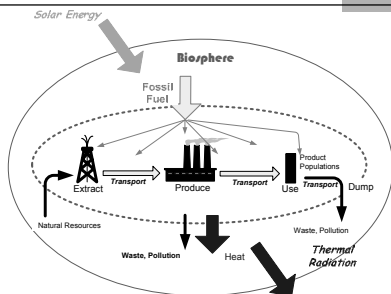 Solar Energy
Biosphere
Fossil
Fuel
Product
Populations
Extract
Transport
Produce
Transport
Use
Transport
Dump
Natural Resources
Waste, Pollution
Waste, Pollution
Heat
Thermal
Radiation